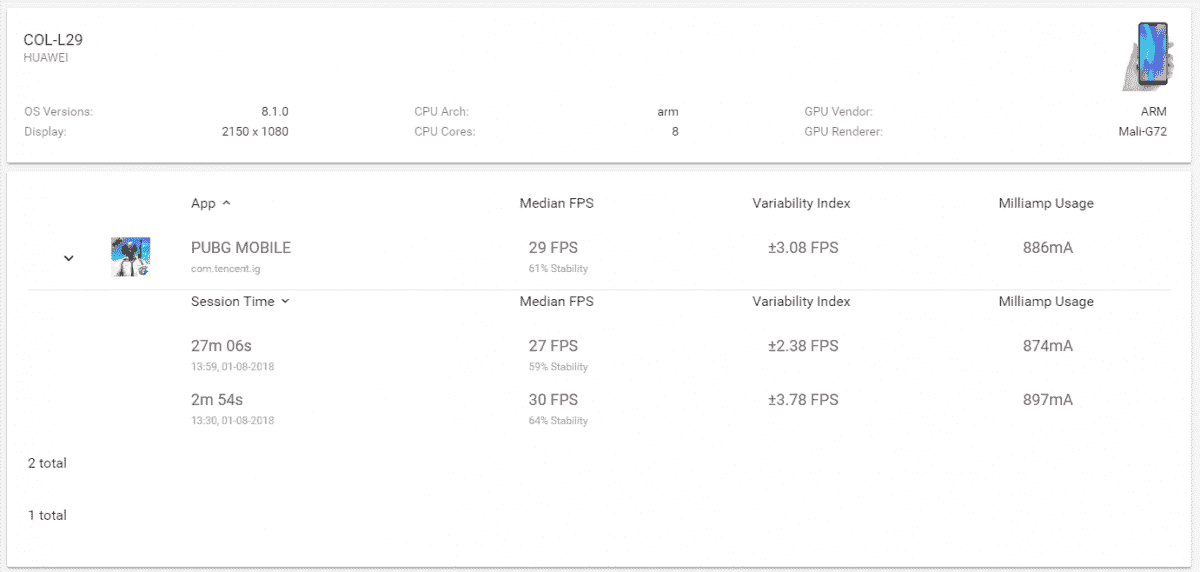 COL-L29
HUAWEI
OS Versions: 8.1.0 CPU Arch: arm GPU Vendor: ARM
Display: 2150 x 1080 CPU Cores: 8 GPU Renderer: Mali-G72
App Median FPS Variability Index Milliamp Usage
PUBG MOBILE 29 FPS ±3.08 FPS 886mA
com.tencent.ig 61% Stability
Session Time Median FPS Variability Index Milliamp Usage
27m 06s 27 FPS ±2.38 FPS 874mA
13:59, 01-08-2018 59% Stability
2m 54s 30 FPS ±3.78 FPS 897mA
13:30, 01-08-2018 64% Stability
2 total
1 total